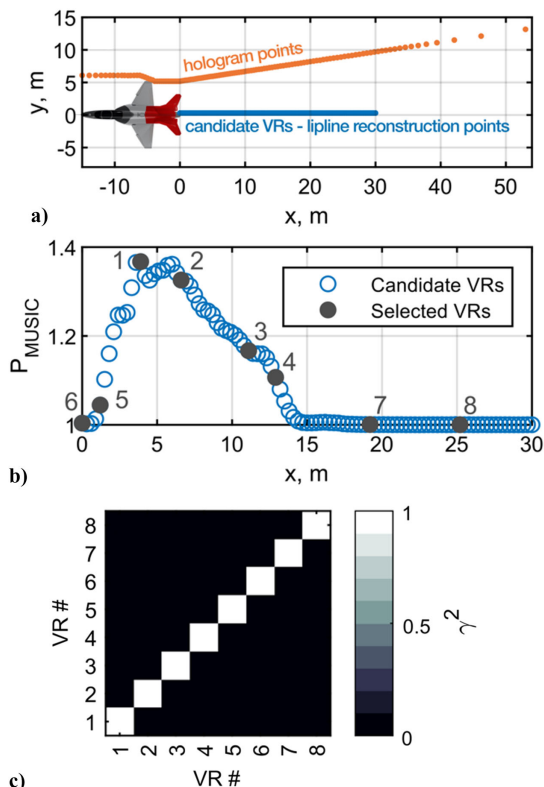 15
10
5
0
-5
y, m
hologram points
candidate VRs - lipline reconstruction points
-10 0 10 20 30 40 50
x, m
a)
1.4
1.2
1
P_MUSIC
1 2 3 4 5 6 7 8
Candidate VRs
Selected VRs
0 5 10 15 20 25 30
x, m
b)
8
7
6
5
4
3
2
1
VR #
1 2 3 4 5 6 7 8
VR #
1
0.5
0
γ²
c)